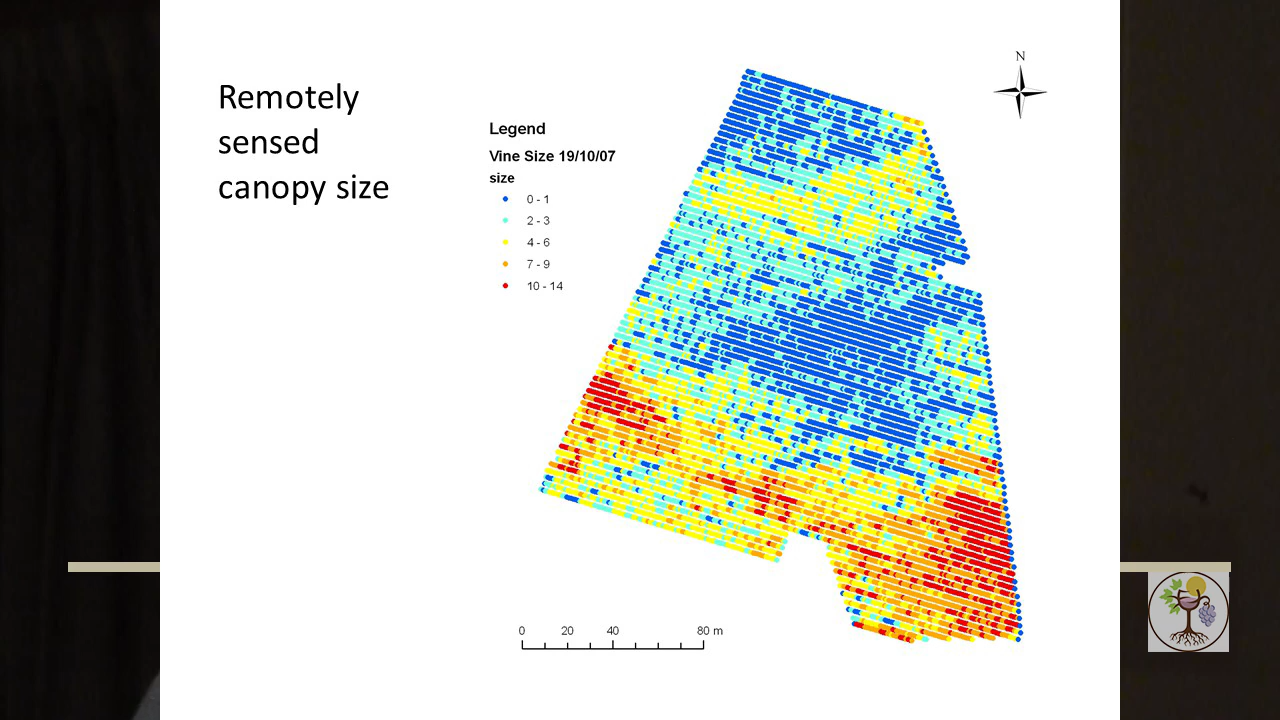 Remotely
sensed
canopy size
N
Legend
Vine Size 19/10/07
size
0 - 1
2 - 3
4 - 6
7 - 9
10 - 14
0 20 40 80 m